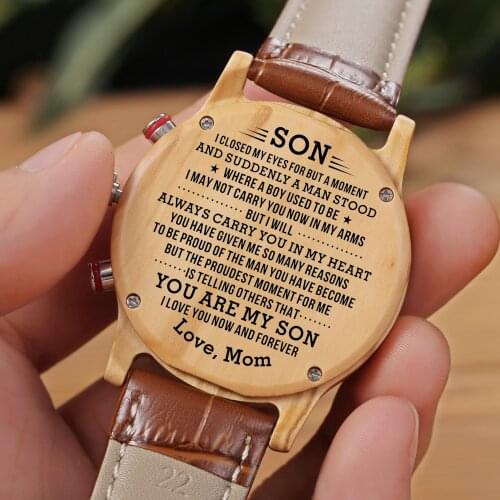 SON
I CLOSED MY EYES FOR BUT A MOMENT
AND SUDDENLY A MAN STOOD
WHERE A BOY USED TO BE
I MAY NOT CARRY YOU NOW IN MY ARMS
BUT I WILL
ALWAYS CARRY YOU IN MY HEART
YOU HAVE GIVEN ME SO MANY REASONS
TO BE PROUD OF THE MAN YOU HAVE BECOME
BUT THE PROUDEST MOMENT FOR ME
IS TELLING OTHERS THAT
YOU ARE MY SON
I LOVE YOU NOW AND FOREVER
Love, Mom
22